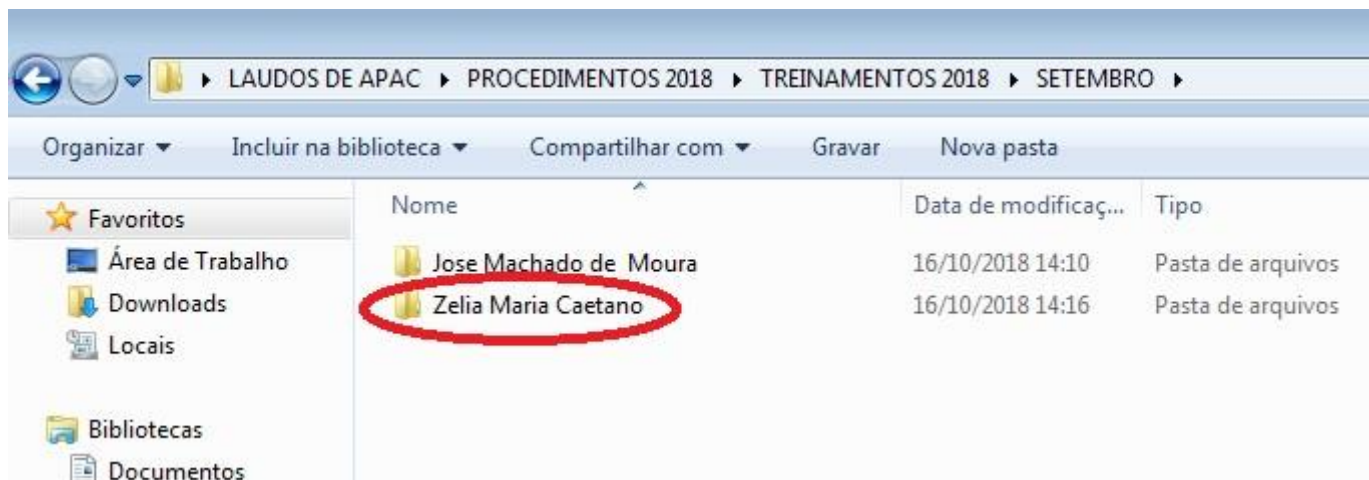 LAUDOS DE APAC ▸ PROCEDIMENTOS 2018 ▸ TREINAMENTOS 2018 ▸ SETEMBRO ▸
Organizar Incluir na biblioteca Compartilhar com Gravar Nova pasta
Favoritos
Área de Trabalho
Downloads
Locais
Bibliotecas
Documentos
Nome Data de modificaç... Tipo
Jose Machado de Moura 16/10/2018 14:10 Pasta de arquivos
Zelia Maria Caetano 16/10/2018 14:16 Pasta de arquivos